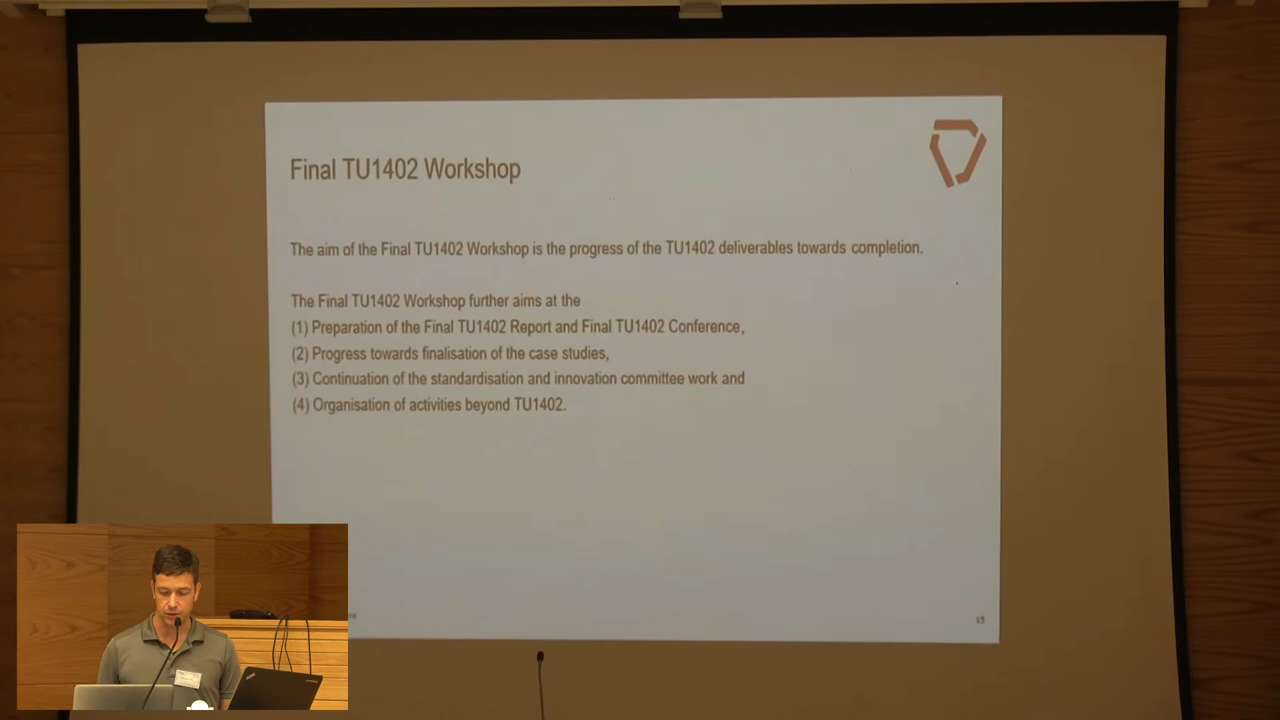 Final TU1402 Workshop
The aim of the Final TU1402 Workshop is the progress of the TU1402 deliverables towards completion.
The Final TU1402 Workshop further aims at the
(1) Preparation of the Final TU1402 Report and Final TU1402 Conference,
(2) Progress towards finalisation of the case studies,
(3) Continuation of the standardisation and innovation committee work and
(4) Organisation of activities beyond TU1402.
15